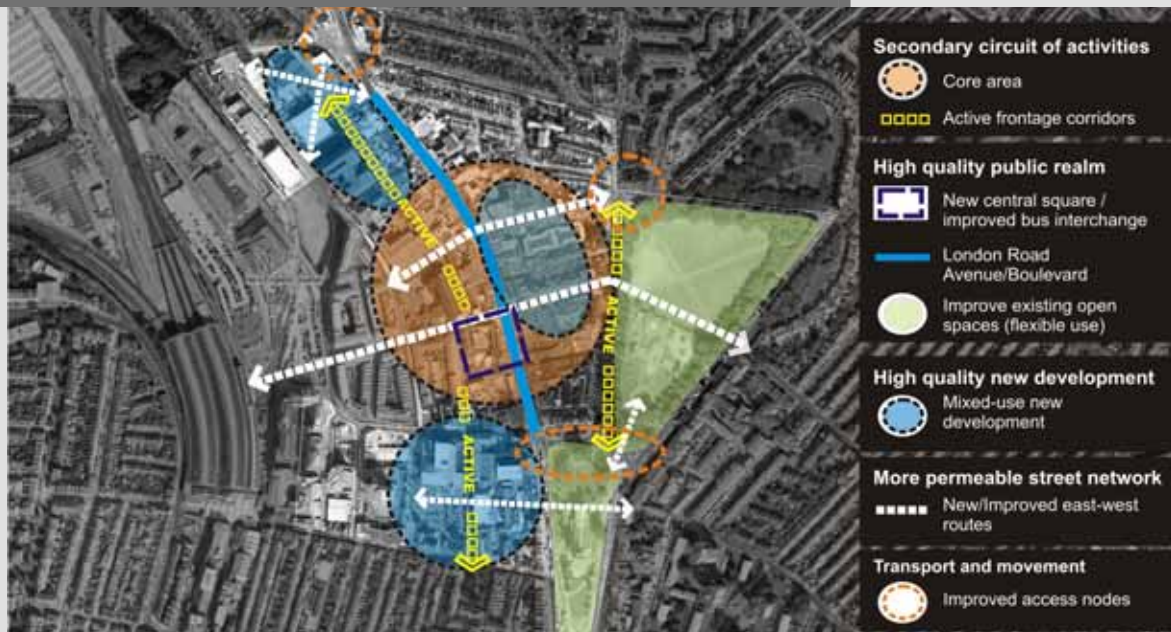 ACTIVE
ACTIVE
ACTIVE
Secondary circuit of activities
Core area
Active frontage corridors
High quality public realm
New central square /
improved bus interchange
London Road
Avenue/Boulevard
Improve existing open
spaces (flexible use)
High quality new development
Mixed-use new
development
More permeable street network
New/Improved east-west
routes
Transport and movement
Improved access nodes